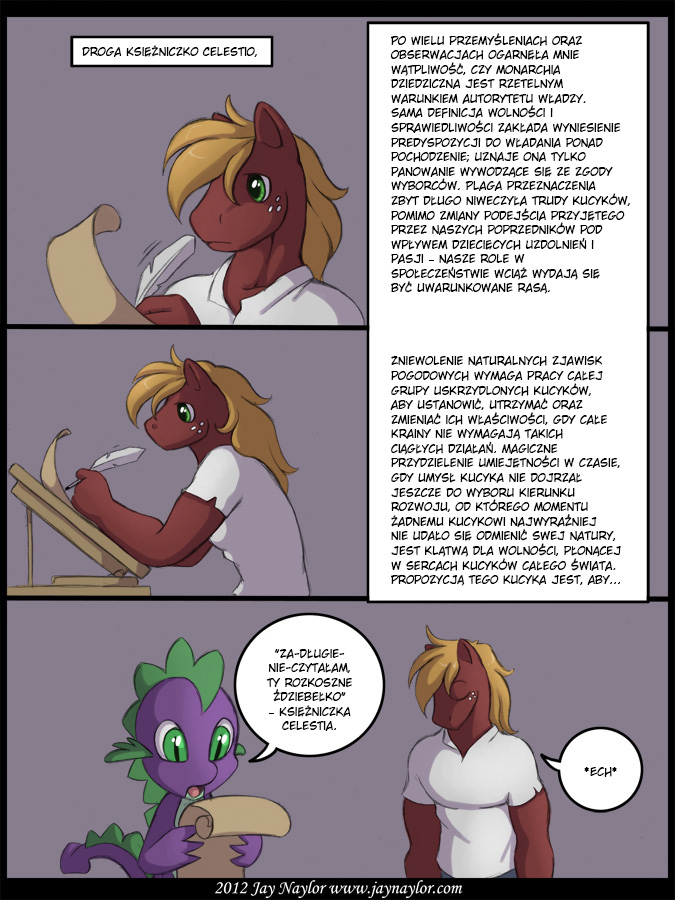 DROGA KSIĘŻNICZKO CELESTIO,
PO WIELU PRZEMYŚLENIACH ORAZ
OBSERWACJACH OGARNĘŁA MNIE
WĄTPLIWOŚĆ, CZY MONARCHIA
DZIEDZICZNA JEST RZETELNYM
WARUNKIEM AUTORYTETU WŁADZY.
SAMA DEFINICJA WOLNOŚCI I
SPRAWIEDLIWOŚCI ZAKŁADA WYNIESIENIE
PREDYSPOZYCJI DO WŁADANIA PONAD
POCHODZENIE; UZNAJE ONA TYLKO
PANOWANIE WYWODZĄCE SIĘ ZE ZGODY
WYBORCÓW. PLAGA PRZEZNACZENIA
ZBYT DŁUGO NIWECZYŁA TRUDY KUCYKÓW,
POMIMO ZMIANY PODEJŚCIA PRZYJĘTEGO
PRZEZ NASZYCH POPRZEDNIKÓW POD
WPŁYWEM DZIECIĘCYCH UZDOLNIEŃ I
PASJI - NASZE ROLE W
SPOŁECZEŃSTWIE WCIĄŻ WYDAJĄ SIĘ
BYĆ UWARUNKOWANE RASĄ.
ZNIEWOLENIE NATURALNYCH ZJAWISK
POGODOWYCH WYMAGA PRACY CAŁEJ
GRUPY USKRZYDLONYCH KUCYKÓW,
ABY USTANOWIĆ, UTRZYMAĆ ORAZ
ZMIENIAĆ ICH WŁAŚCIWOŚCI, GDY CAŁE
KRAINY NIE WYMAGAJĄ TAKICH
CIĄGŁYCH DZIAŁAŃ. MAGICZNE
PRZYDZIELENIE UMIEJĘTNOŚCI W CZASIE,
GDY UMYSŁ KUCYKA NIE DOJRZAŁ
JESZCZE DO WYBORU KIERUNKU
ROZWOJU, OD KTÓREGO MOMENTU
ŻADNEMU KUCYKOWI NAJWYRAŹNIEJ
NIE UDAŁO SIĘ ODMIENIĆ SWEJ NATURY,
JEST KLĄTWĄ DLA WOLNOŚCI, PŁONĄCEJ
W SERCACH KUCYKÓW CAŁEGO ŚWIATA.
PROPOZYCJĄ TEGO KUCYKA JEST, ABY...
"ZA-DŁUGIE-
NIE-CZYTAŁAM,
TY ROZKOSZNE
ŹDZIEBEŁKO"
- KSIĘŻNICZKA
CELESTIA.
*ECH*
2012 Jay Naylor www.jaynaylor.com